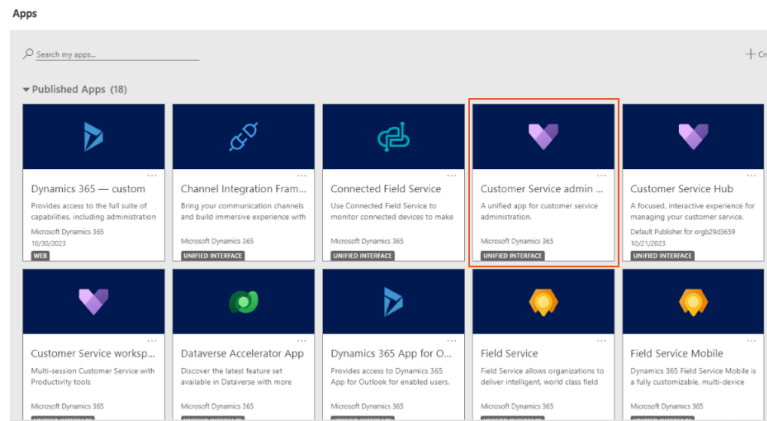 Apps
Search my apps...
Published Apps (18)
Dynamics 365 — custom
Provides access to the full suite of
capabilities, including administration
Microsoft Dynamics 365
10/30/2023
WEB
Channel Integration Fram...
Bring your communication channels
and build immersive experience with
Microsoft Dynamics 365
UNIFIED INTERFACE
Connected Field Service
Use Connected Field Service to
monitor connected devices to make
Microsoft Dynamics 365
UNIFIED INTERFACE
Customer Service admin ...
A unified app for customer service
administration.
Microsoft Dynamics 365
UNIFIED INTERFACE
Customer Service Hub
A focused, interactive experience for
managing your customer service.
Default Publisher for orgb29d3659
10/21/2023
UNIFIED INTERFACE
Customer Service worksp...
Multi-session Customer Service with
Productivity tools
Microsoft Dynamics 365
Dataverse Accelerator App
Discover the latest feature set
available in Dataverse with more
Microsoft Dynamics 365
Dynamics 365 App for O...
Provides access to Dynamics 365
App for Outlook for enabled users.
Microsoft Dynamics 365
Field Service
Field Service allows organizations to
deliver intelligent, world class field
Microsoft Dynamics 365
Field Service Mobile
Dynamics 365 Field Service Mobile is
a fully customizable, multi-device
Microsoft Dynamics 365